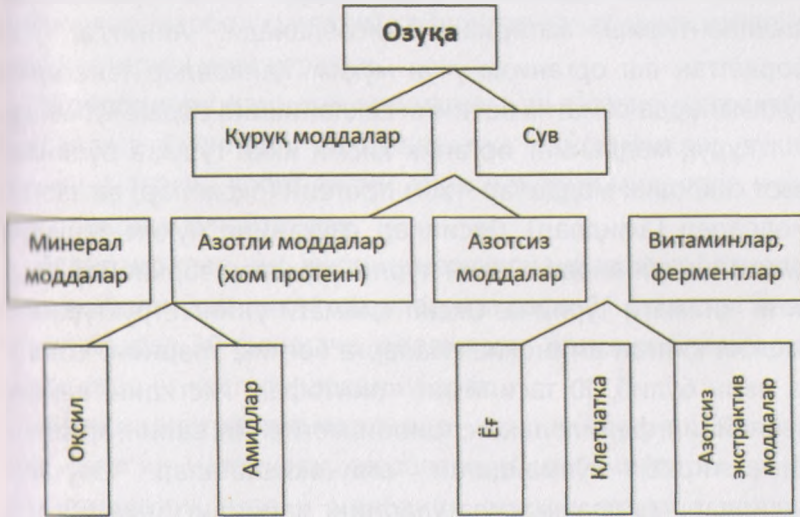 Озуқа
Қуруқ моддалар
Сув
Минерал
моддалар
Азотли моддалар
(хом протеин)
Азотсиз
моддалар
Витаминлар,
ферментлар
Оқсил
Амидлар
Ёғ
Клетчатка
Азотсиз
экстрактив
моддалар